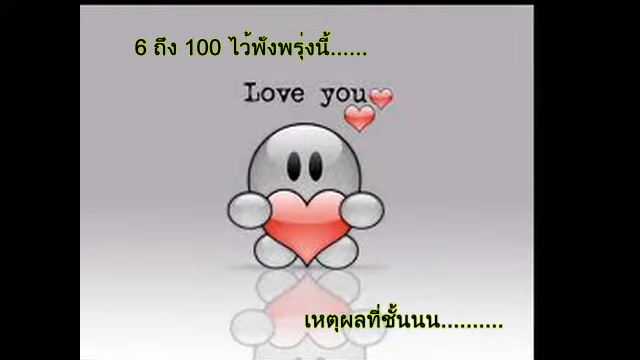 6 ถึง 100 ไว้พังพรุ่งนี้......
Love you
เหตุผลที่ชั้นนน..........